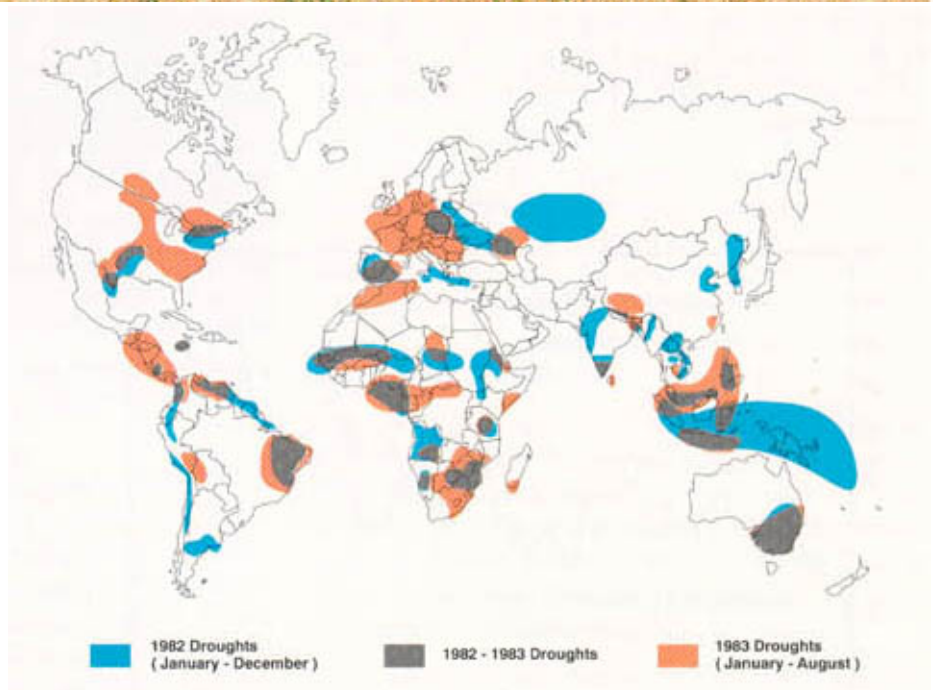 1982 Droughts
( January - December )
1982 - 1983 Droughts
1983 Droughts
( January - August )